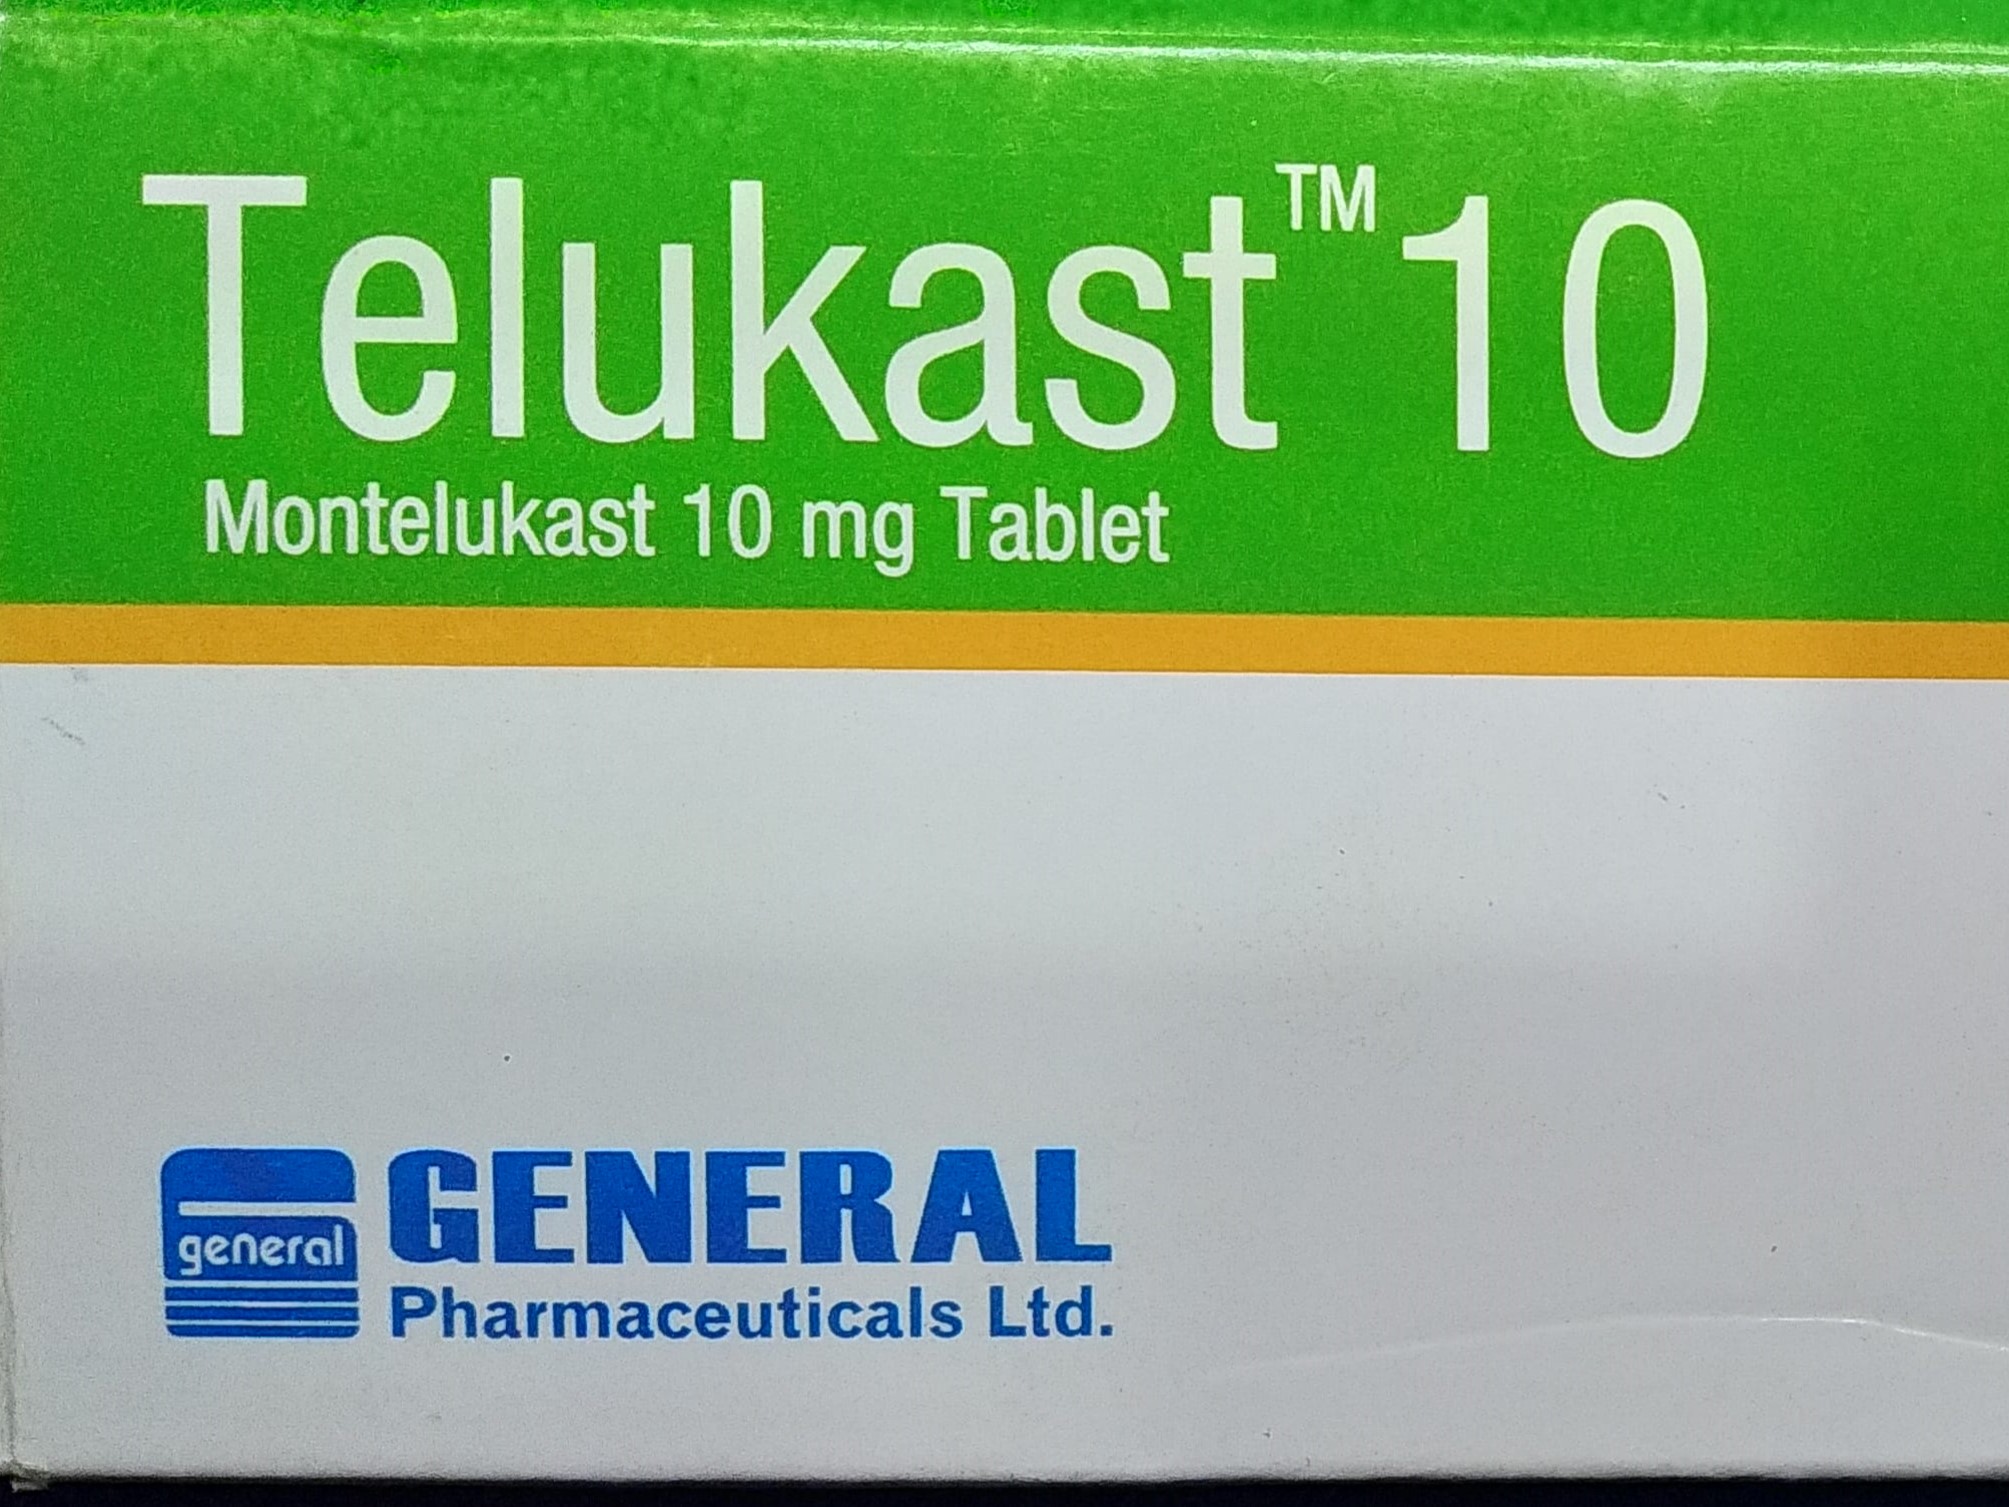 Telukast™ 10
Montelukast 10 mg Tablet
general
GENERAL
Pharmaceuticals Ltd.